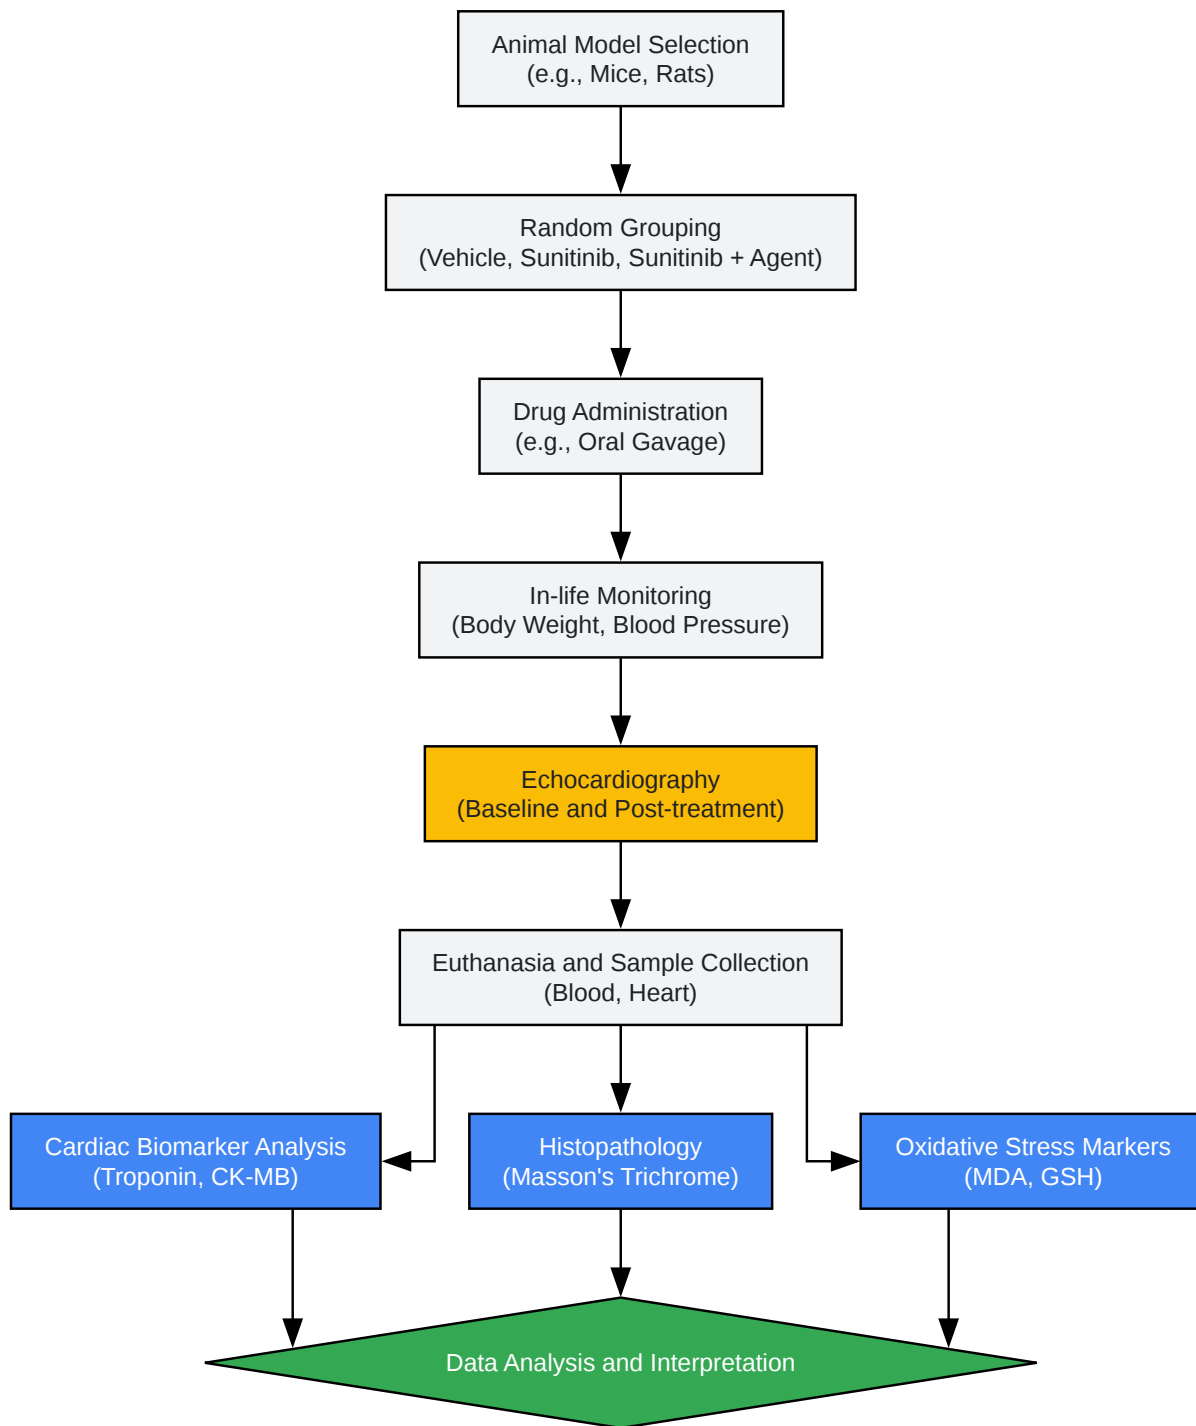 Animal Model Selection
(e.g., Mice, Rats)
Random Grouping
(Vehicle, Sunitinib, Sunitinib + Agent)
Drug Administration
(e.g., Oral Gavage)
In-life Monitoring
(Body Weight, Blood Pressure)
Echocardiography
(Baseline and Post-treatment)
Euthanasia and Sample Collection
(Blood, Heart)
Cardiac Biomarker Analysis
(Troponin, CK-MB)
Histopathology
(Masson's Trichrome)
Oxidative Stress Markers
(MDA, GSH)
Data Analysis and Interpretation